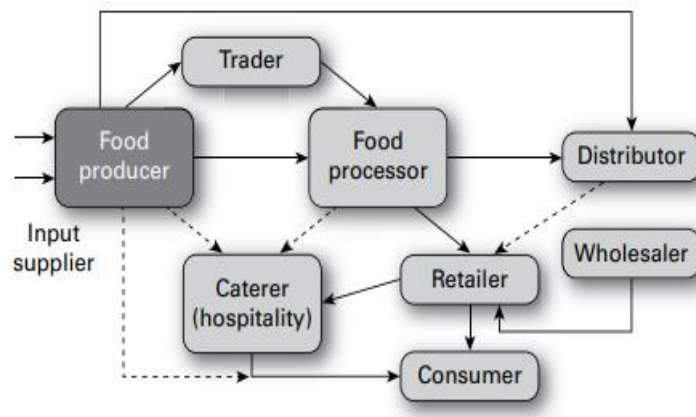 Trader
Food
producer
Food
processor
Distributor
Input
supplier
Caterer
(hospitality)
Retailer
Wholesaler
Consumer